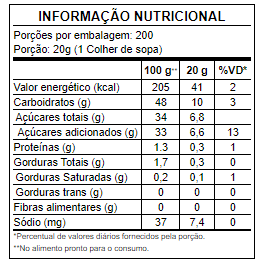 INFORMAÇÃO NUTRICIONAL
Porções por embalagem: 200
Porção: 20g (1 Colher de sopa)
100 g** 20 g %VD*
Valor energético (kcal) 205 41 2
Carboidratos (g) 48 10 3
Açúcares totais (g) 34 6,8
Açúcares adicionados (g) 33 6,6 13
Proteínas (g) 1.3 0,3 1
Gorduras Totais (g) 1,7 0,3 0
Gorduras Saturadas (g) 0,2 0,1 1
Gorduras trans (g) 0 0 0
Fibras alimentares (g) 0 0 0
Sódio (mg) 37 7,4 0
*Percentual de valores diários fornecidos pela porção.
**No alimento pronto para o consumo.